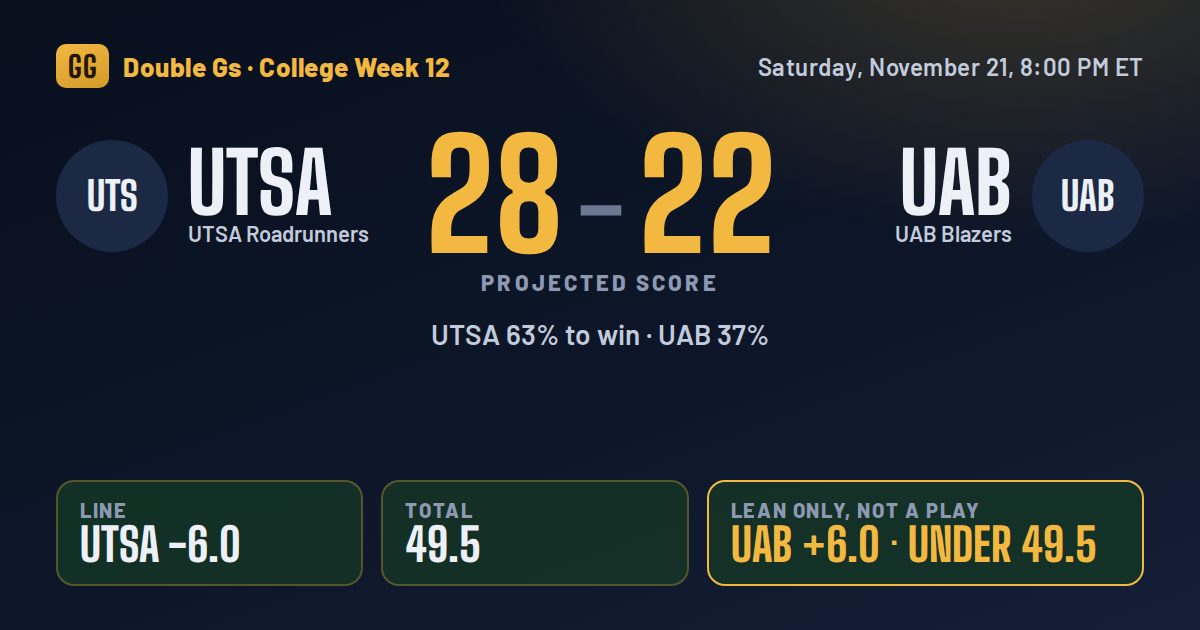 GG Double Gs · College Week 12
Saturday, November 21, 8:00 PM ET
UTS
UTSA
UTSA Roadrunners
28 – 22
PROJECTED SCORE
UTSA 63% to win · UAB 37%
UAB
UAB Blazers
UAB
LINE
UTSA −6.0
TOTAL
49.5
LEAN ONLY, NOT A PLAY
UAB +6.0 · UNDER 49.5